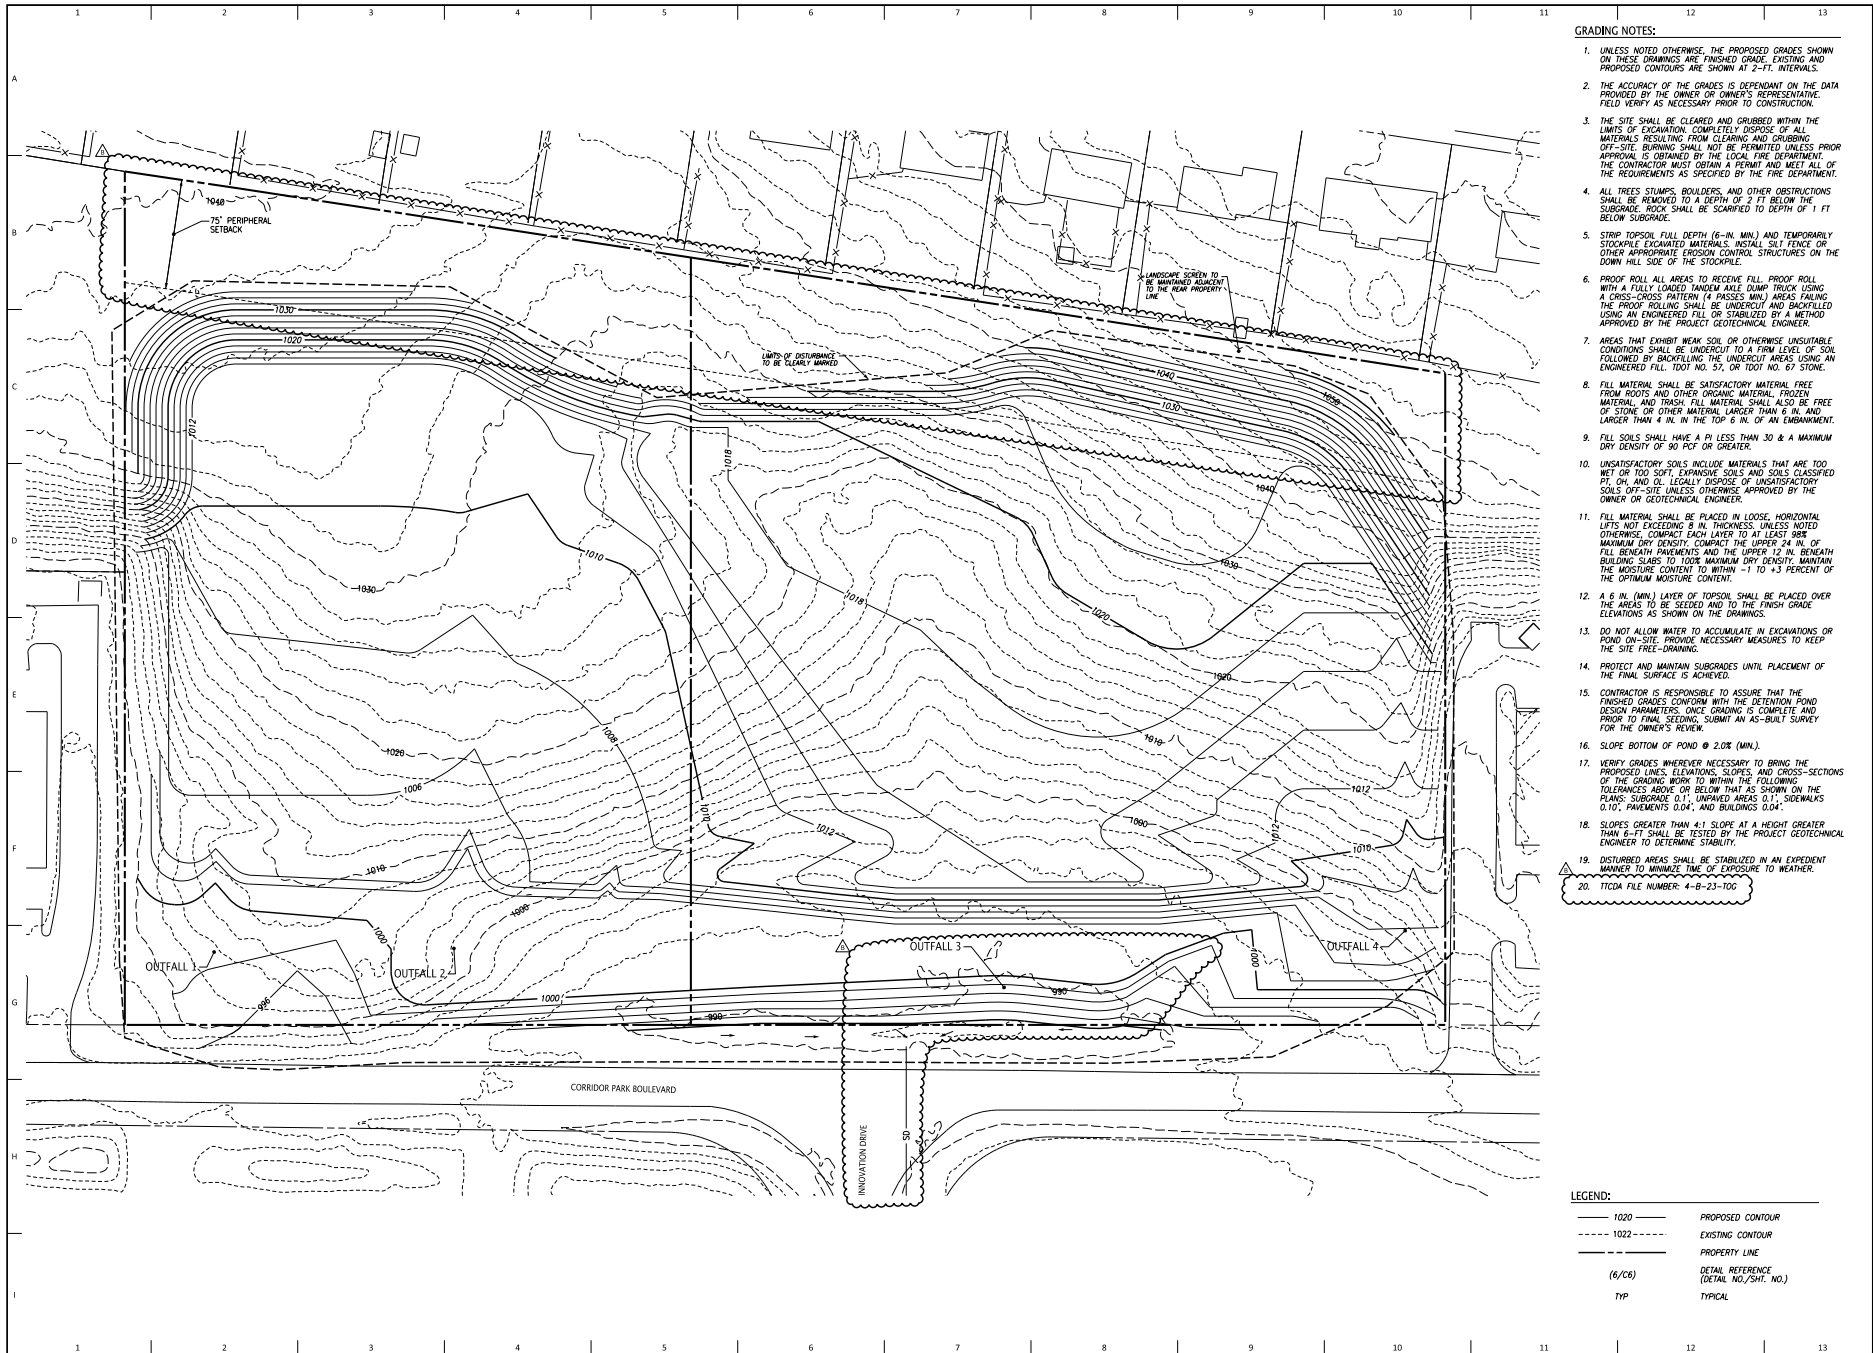 1 2 3 4 5 6 7 8 9 10 11 12 13
A
B
C
D
E
F
G
H
I
GRADING NOTES:
1. UNLESS NOTED OTHERWISE, THE PROPOSED GRADES SHOWN
ON THESE DRAWINGS ARE FINISHED GRADE. EXISTING AND
PROPOSED CONTOURS ARE SHOWN AT 2-FT. INTERVALS.
2. THE ACCURACY OF THE GRADES IS DEPENDANT ON THE DATA
PROVIDED BY THE OWNER OR OWNER'S REPRESENTATIVE.
FIELD VERIFY AS NECESSARY PRIOR TO CONSTRUCTION.
3. THE SITE SHALL BE CLEARED AND GRUBBED WITHIN THE
LIMITS OF EXCAVATION. COMPLETELY DISPOSE OF ALL
MATERIALS RESULTING FROM CLEARING AND GRUBBING
OFF-SITE. BURNING SHALL NOT BE PERMITTED UNLESS PRIOR
APPROVAL IS OBTAINED BY THE LOCAL FIRE DEPARTMENT.
THE CONTRACTOR MUST OBTAIN A PERMIT AND MEET ALL OF
THE REQUIREMENTS AS SPECIFIED BY THE FIRE DEPARTMENT.
4. ALL TREES STUMPS, BOULDERS, AND OTHER OBSTRUCTIONS
SHALL BE REMOVED TO A DEPTH OF 2 FT BELOW THE
SUBGRADE. ROCK SHALL BE SCARIFIED TO DEPTH OF 1 FT
BELOW SUBGRADE.
5. STRIP TOPSOIL FULL DEPTH (6-IN. MIN.) AND TEMPORARILY
STOCKPILE EXCAVATED MATERIALS. INSTALL SILT FENCE OR
OTHER APPROPRIATE EROSION CONTROL STRUCTURES ON THE
DOWN HILL SIDE OF THE STOCKPILE.
6. PROOF ROLL ALL AREAS TO RECEIVE FILL. PROOF ROLL
WITH A FULLY LOADED TANDEM AXLE DUMP TRUCK USING
A CRISS-CROSS PATTERN (4 PASSES MIN.) AREAS FAILING
THE PROOF ROLLING SHALL BE UNDERCUT AND BACKFILLED
USING AN ENGINEERED FILL OR STABILIZED BY A METHOD
APPROVED BY THE PROJECT GEOTECHNICAL ENGINEER.
7. AREAS THAT EXHIBIT WEAK SOIL OR OTHERWISE UNSUITABLE
CONDITIONS SHALL BE UNDERCUT TO A FIRM LEVEL OF SOIL
FOLLOWED BY BACKFILLING THE UNDERCUT AREAS USING AN
ENGINEERED FILL. TDOT NO. 57, OR TDOT NO. 67 STONE.
8. FILL MATERIAL SHALL BE SATISFACTORY MATERIAL FREE
FROM ROOTS AND OTHER ORGANIC MATERIAL, FROZEN
MATERIAL, AND TRASH. FILL MATERIAL SHALL ALSO BE FREE
OF STONE OR OTHER MATERIAL LARGER THAN 6 IN. AND
LARGER THAN 4 IN. IN THE TOP 6 IN. OF AN EMBANKMENT.
9. FILL SOILS SHALL HAVE A PI LESS THAN 30 & A MAXIMUM
DRY DENSITY OF 90 PCF OR GREATER.
10. UNSATISFACTORY SOILS INCLUDE MATERIALS THAT ARE TOO
WET OR TOO SOFT, EXPANSIVE SOILS AND SOILS CLASSIFIED
PT, OH, AND OL. LEGALLY DISPOSE OF UNSATISFACTORY
SOILS OFF-SITE UNLESS OTHERWISE APPROVED BY THE
OWNER OR GEOTECHNICAL ENGINEER.
11. FILL MATERIAL SHALL BE PLACED IN LOOSE, HORIZONTAL
LIFTS NOT EXCEEDING 8 IN. THICKNESS. UNLESS NOTED
OTHERWISE, COMPACT EACH LAYER TO AT LEAST 98%
MAXIMUM DRY DENSITY. COMPACT THE UPPER 24 IN. OF
FILL BENEATH PAVEMENTS AND THE UPPER 12 IN. BENEATH
BUILDING SLABS TO 100% MAXIMUM DRY DENSITY. MAINTAIN
THE MOISTURE CONTENT TO WITHIN -1 TO +3 PERCENT OF
THE OPTIMUM MOISTURE CONTENT.
12. A 6 IN. (MIN.) LAYER OF TOPSOIL SHALL BE PLACED OVER
THE AREAS TO BE SEEDED AND TO THE FINISH GRADE
ELEVATIONS AS SHOWN ON THE DRAWINGS.
13. DO NOT ALLOW WATER TO ACCUMULATE IN EXCAVATIONS OR
POND ON-SITE. PROVIDE NECESSARY MEASURES TO KEEP
THE SITE FREE-DRAINING.
14. PROTECT AND MAINTAIN SUBGRADES UNTIL PLACEMENT OF
THE FINAL SURFACE IS ACHIEVED.
15. CONTRACTOR IS RESPONSIBLE TO ASSURE THAT THE
FINISHED GRADES CONFORM WITH THE DETENTION POND
DESIGN PARAMETERS. ONCE GRADING IS COMPLETE AND
PRIOR TO FINAL SEEDING, SUBMIT AN AS-BUILT SURVEY
FOR THE OWNER'S REVIEW.
16. SLOPE BOTTOM OF POND @ 2.0% (MIN.).
17. VERIFY GRADES WHEREVER NECESSARY TO BRING THE
PROPOSED LINES, ELEVATIONS, SLOPES, AND CROSS-SECTIONS
OF THE GRADING WORK TO WITHIN THE FOLLOWING
TOLERANCES ABOVE OR BELOW THAT AS SHOWN ON THE
PLANS: SUBGRADE 0.1', UNPAVED AREAS 0.1', SIDEWALKS
0.10', PAVEMENTS 0.04', AND BUILDINGS 0.04'.
18. SLOPES GREATER THAN 4:1 SLOPE AT A HEIGHT GREATER
THAN 6-FT SHALL BE TESTED BY THE PROJECT GEOTECHNICAL
ENGINEER TO DETERMINE STABILITY.
19. DISTURBED AREAS SHALL BE STABILIZED IN AN EXPEDIENT
MANNER TO MINIMIZE TIME OF EXPOSURE TO WEATHER.
20. TTCDA FILE NUMBER: 4-B-23-TOG
1040
75' PERIPHERAL
SETBACK
LANDSCAPE SCREEN TO
BE MAINTAINED ADJACENT
TO THE REAR PROPERTY
LINE
1030
1020
LIMITS OF DISTURBANCE
TO BE CLEARLY MARKED
1040
1030
1050
1012
1018
1040
1010
1030
1030
1018
1020
1020
1010
1008
1020
1006
1012
1010
1000
1012
1012
1010
1010
1000
1000
OUTFALL 1
OUTFALL 2
OUTFALL 3
OUTFALL 4
1000
996
1000
990
990
CORRIDOR PARK BOULEVARD
INNOVATION DRIVE
SD
LEGEND:
1020 PROPOSED CONTOUR
1022 EXISTING CONTOUR
PROPERTY LINE
(6/C6) DETAIL REFERENCE
(DETAIL NO./SHT. NO.)
TYP TYPICAL
1 2 3 4 5 6 7 8 9 10 11 12 13